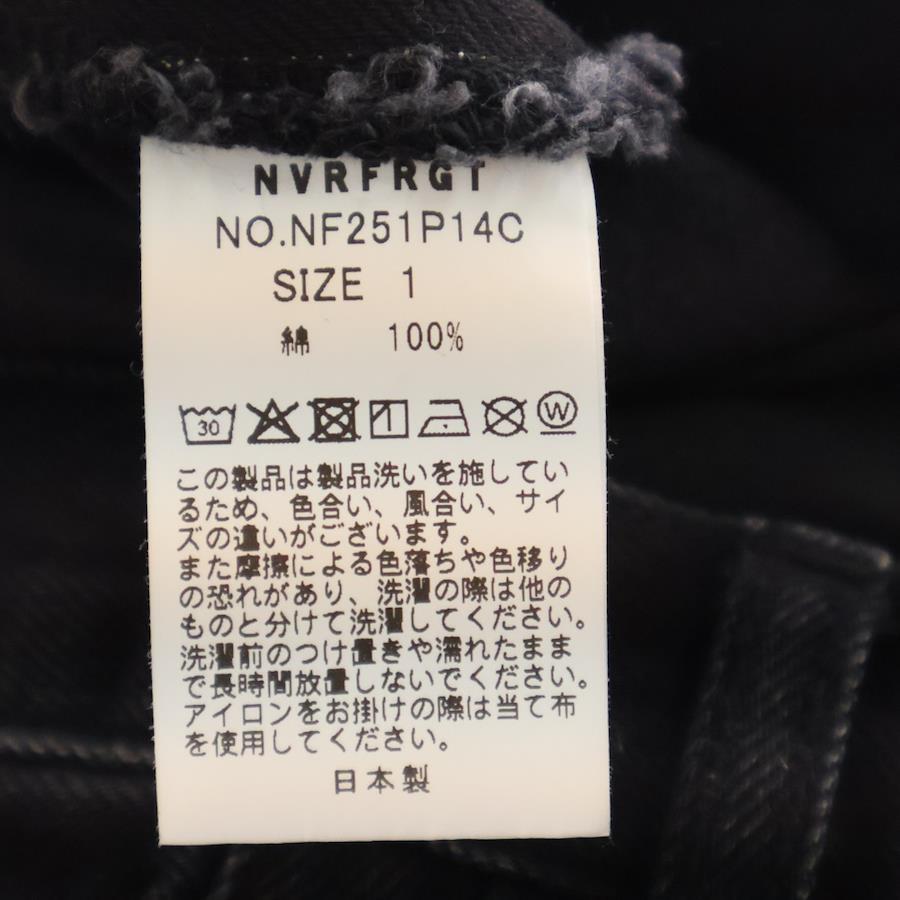 NVRFRGT
NO.NF251P14C
SIZE 1
綿 100%
30 1 W
この製品は製品洗いを施してい
るため、色合い、風合い、サイ
ズの違いがございます。
また摩擦による色落ちや色移り
の恐れがあり、洗濯の際は他の
ものと分けて洗濯してください。
洗濯前のつけ置きや濡れたまま
で長時間放置しないでください。
アイロンをお掛けの際は当て布
を使用してください。
日本製